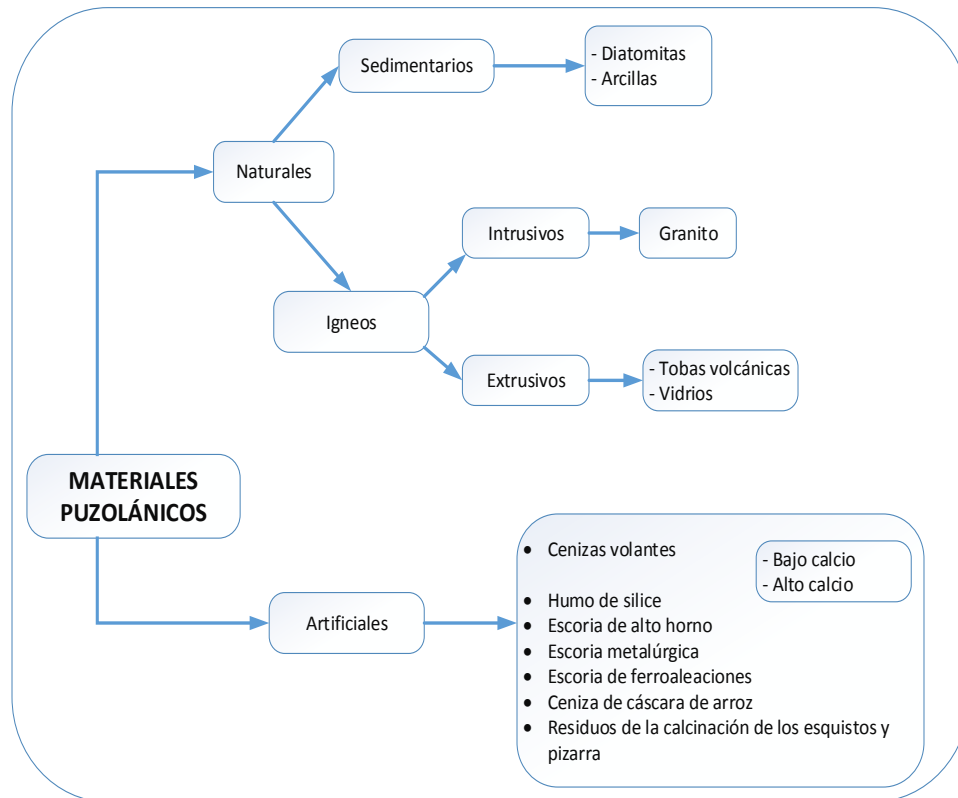 Sedimentarios
- Diatomitas
- Arcillas
Naturales
Intrusivos
Granito
Igneos
Extrusivos
- Tobas volcánicas
- Vidrios
MATERIALES
PUZOLÁNICOS
Artificiales
• Cenizas volantes
- Bajo calcio
- Alto calcio
• Humo de silice
• Escoria de alto horno
• Escoria metalúrgica
• Escoria de ferroaleaciones
• Ceniza de cáscara de arroz
• Residuos de la calcinación de los esquistos y
pizarra